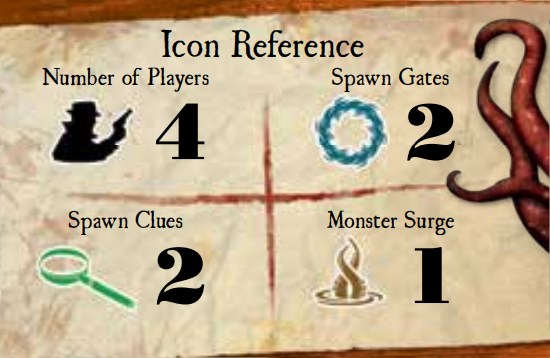 Icon Reference
Number of Players
4
Spawn Gates
2
Spawn Clues
2
Monster Surge
1